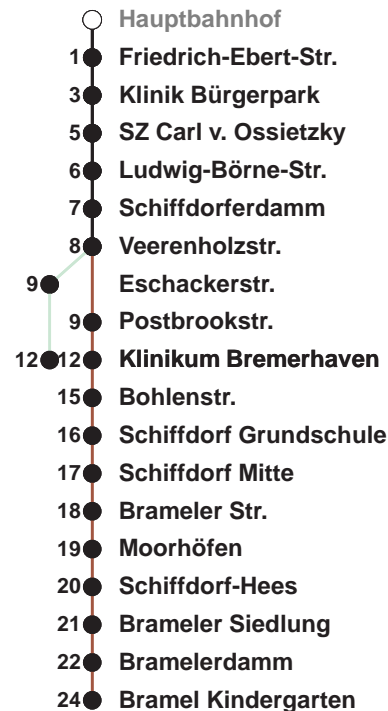 Hauptbahnhof
1 Friedrich-Ebert-Str.
3 Klinik Bürgerpark
5 SZ Carl v. Ossietzky
6 Ludwig-Börne-Str.
7 Schiffdorferdamm
8 Veerenholzstr.
9 Eschackerstr.
9 Postbrookstr.
12 12 Klinikum Bremerhaven
15 Bohlenstr.
16 Schiffdorf Grundschule
17 Schiffdorf Mitte
18 Brameler Str.
19 Moorhöfen
20 Schiffdorf-Hees
21 Brameler Siedlung
22 Bramelerdamm
24 Bramel Kindergarten